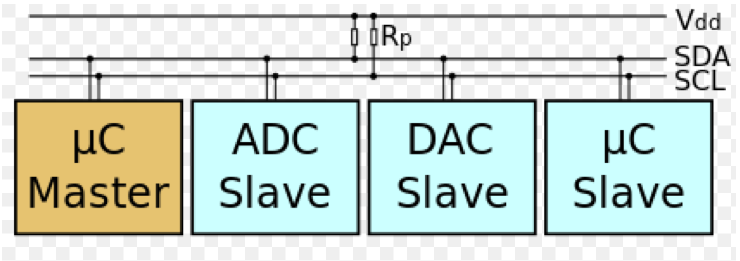 Vdd
Rp
SDA
SCL
µC
Master
ADC
Slave
DAC
Slave
µC
Slave